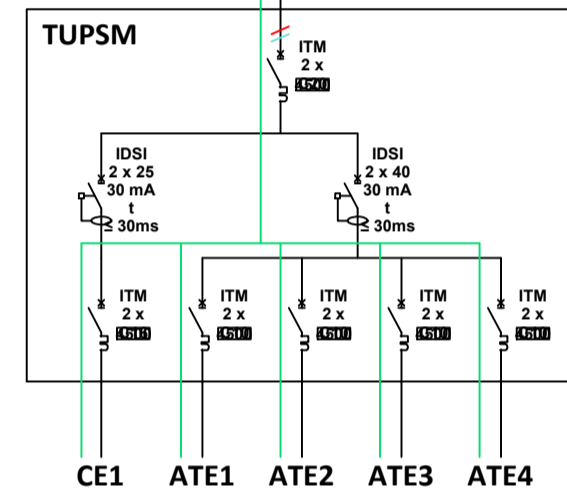 TUPSM
ITM
2 x
IDSI
2 x 25
30 mA
t
≤ 30ms
IDSI
2 x 40
30 mA
t
≤ 30ms
ITM
2 x
ITM
2 x
ITM
2 x
ITM
2 x
ITM
2 x
CE1
ATE1
ATE2
ATE3
ATE4